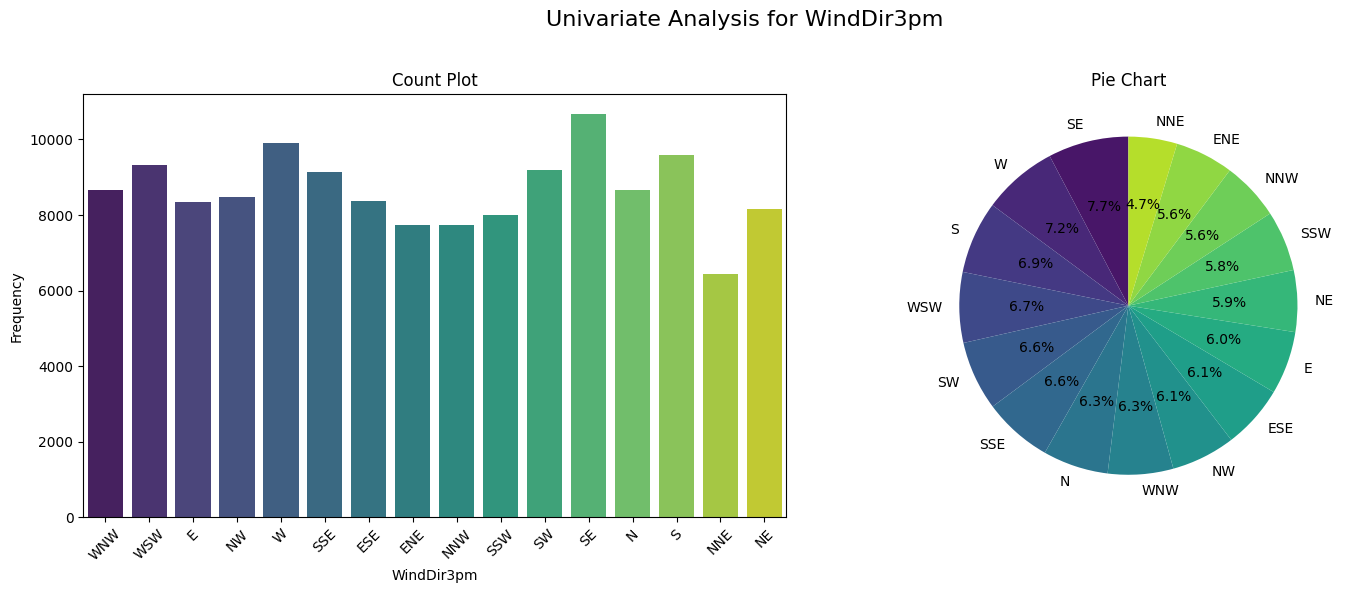 Univariate Analysis for WindDir3pm
Count Plot
10000
8000
6000
4000
2000
0
Frequency
WNW WSW E NW W SSE ESE ENE NNW SSW SW SE N S NNE NE
WindDir3pm
Pie Chart
SE
W
S
WSW
SW
SSE
N
WNW
NW
ESE
E
NE
SSW
NNW
ENE
NNE
7.7%
7.2%
6.9%
6.7%
6.6%
6.6%
6.3%
6.3%
6.1%
6.1%
6.0%
5.9%
5.8%
5.6%
5.6%
4.7%